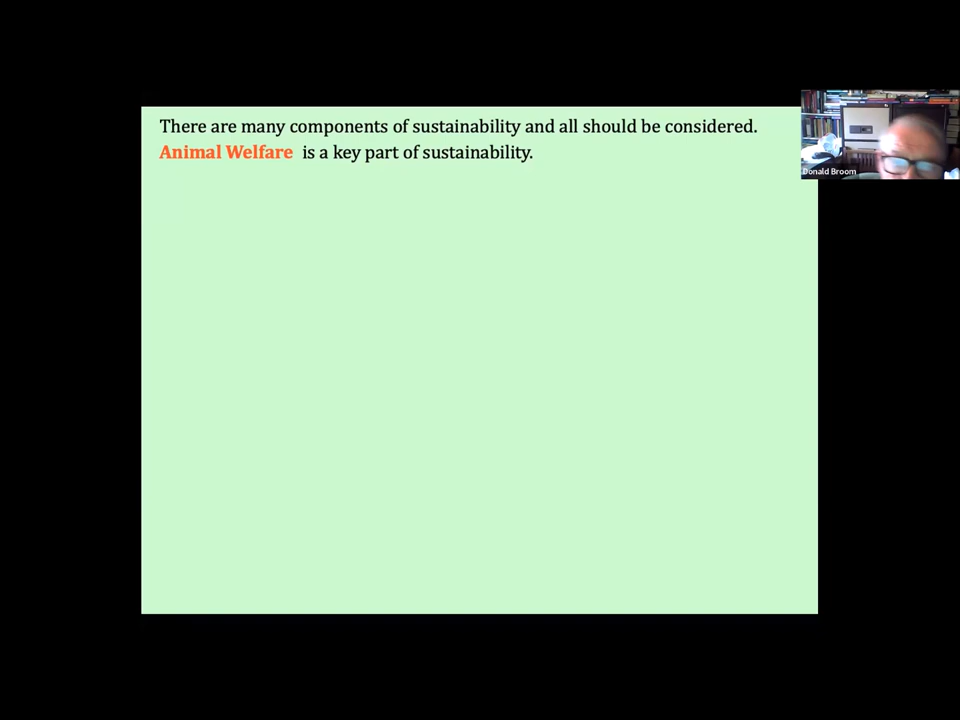 There are many components of sustainability and all should be considered.
Animal Welfare is a key part of sustainability.
Donald Broom